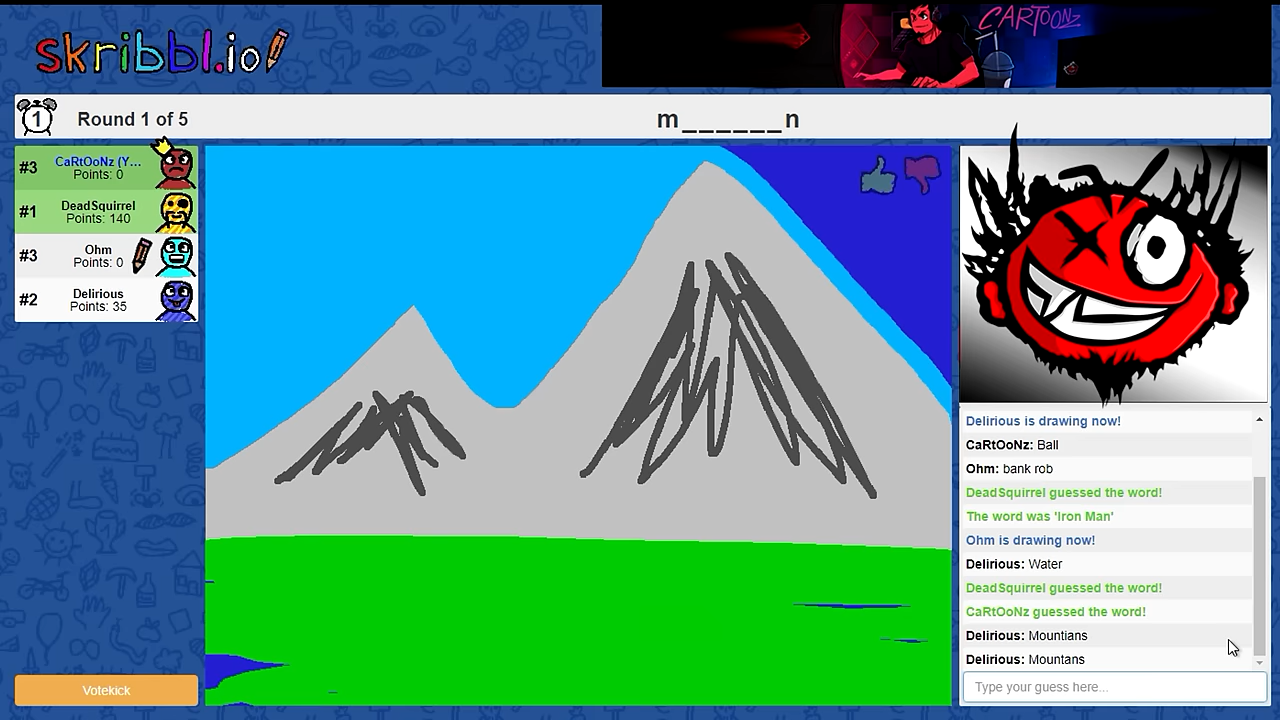 skribbl.io
CARTOONZ
1
Round 1 of 5
m______n
#3
CaRtOoNz (Y...
Points: 0
#1
DeadSquirrel
Points: 140
#3
Ohm
Points: 0
#2
Delirious
Points: 35
Delirious is drawing now!
CaRtOoNz: Ball
Ohm: bank rob
DeadSquirrel guessed the word!
The word was 'Iron Man'
Ohm is drawing now!
Delirious: Water
DeadSquirrel guessed the word!
CaRtOoNz guessed the word!
Delirious: Mountians
Delirious: Mountans
Votekick
Type your guess here...